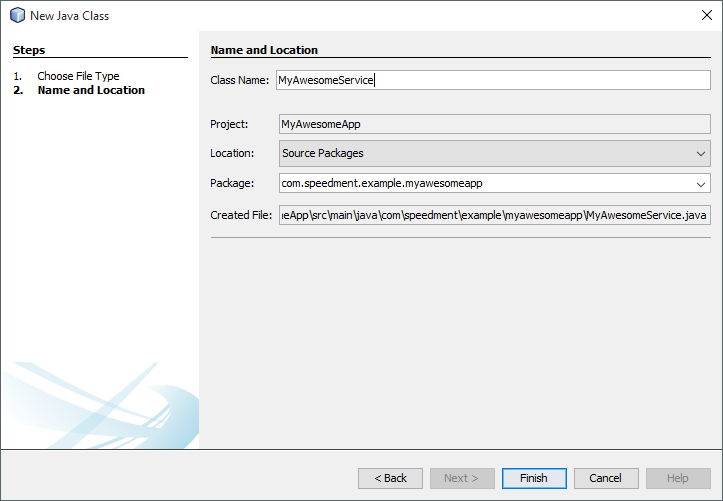 New Java Class
Steps
1. Choose File Type
2. Name and Location
Name and Location
Class Name: MyAwesomeService
Project: MyAwesomeApp
Location: Source Packages
Package: com.speedment.example.myawesomeapp
Created File: eApp\src\main\java\com\speedment\example\myawesomeapp\MyAwesomeService.java
< Back Next > Finish Cancel Help